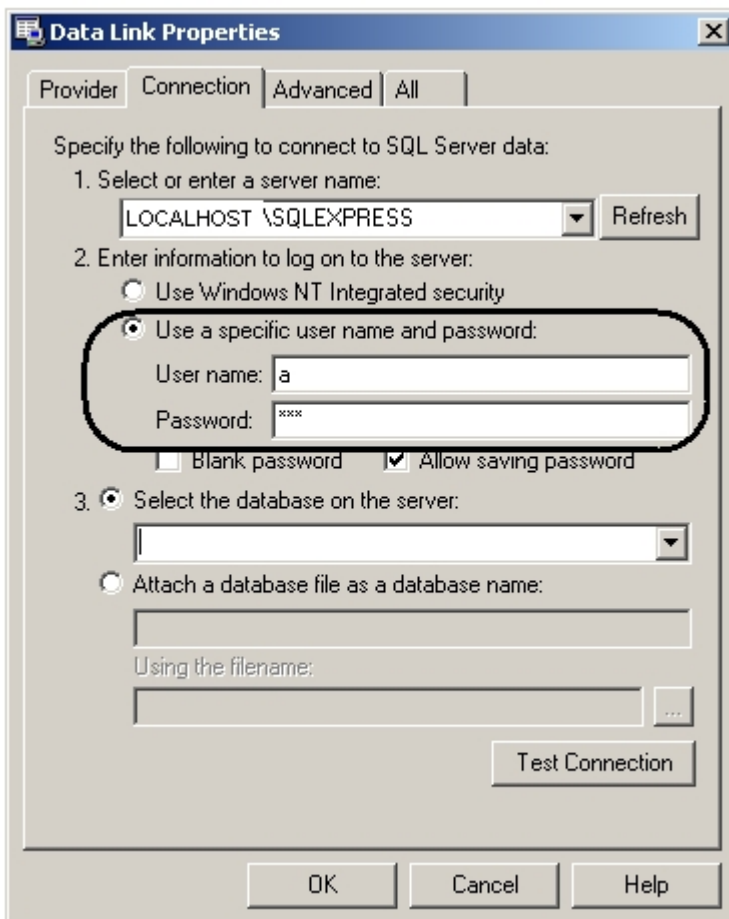 Data Link Properties
Provider Connection Advanced All
Specify the following to connect to SQL Server data:
1. Select or enter a server name:
LOCALHOST \SQLEXPRESS Refresh
2. Enter information to log on to the server:
Use Windows NT Integrated security
Use a specific user name and password:
User name: a
Password: ***
Blank password Allow saving password
3. Select the database on the server:
Attach a database file as a database name:
Using the filename:
...
Test Connection
OK Cancel Help